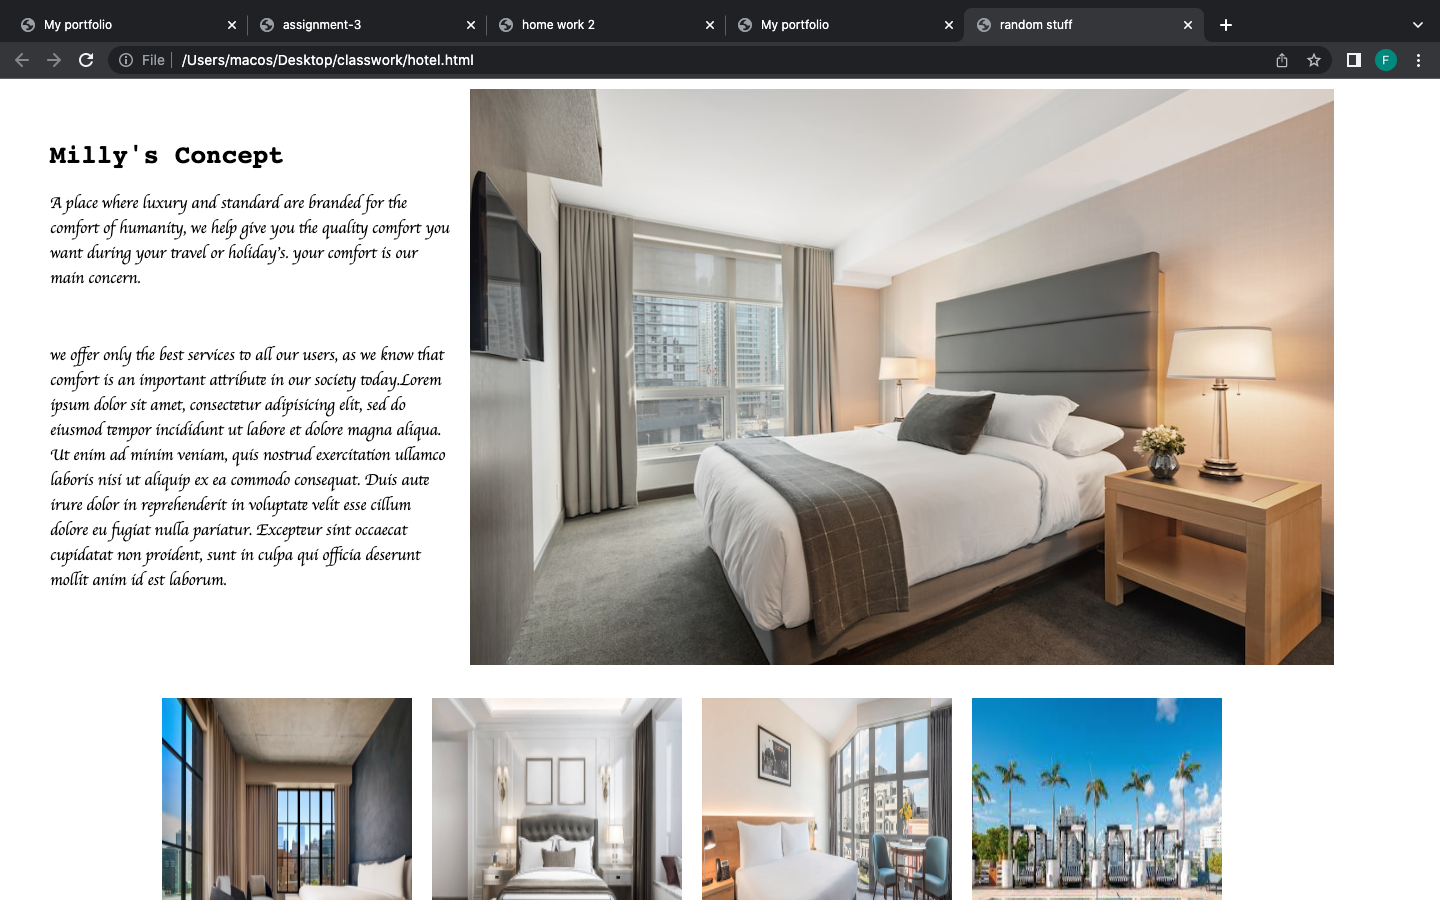 My portfolio
assignment-3
home work 2
My portfolio
random stuff
File
/Users/macos/Desktop/classwork/hotel.html
F
Milly's Concept
A place where luxury and standard are branded for the
comfort of humanity, we help give you the quality comfort you
want during your travel or holiday's. your comfort is our
main concern.
we offer only the best services to all our users, as we know that
comfort is an important attribute in our society today.Lorem
ipsum dolor sit amet, consectetur adipisicing elit, sed do
eiusmod tempor incididunt ut labore et dolore magna aliqua.
Ut enim ad minim veniam, quis nostrud exercitation ullamco
laboris nisi ut aliquip ex ea commodo consequat. Duis aute
irure dolor in reprehenderit in voluptate velit esse cillum
dolore eu fugiat nulla pariatur. Excepteur sint occaecat
cupidatat non proident, sunt in culpa qui officia deserunt
mollit anim id est laborum.